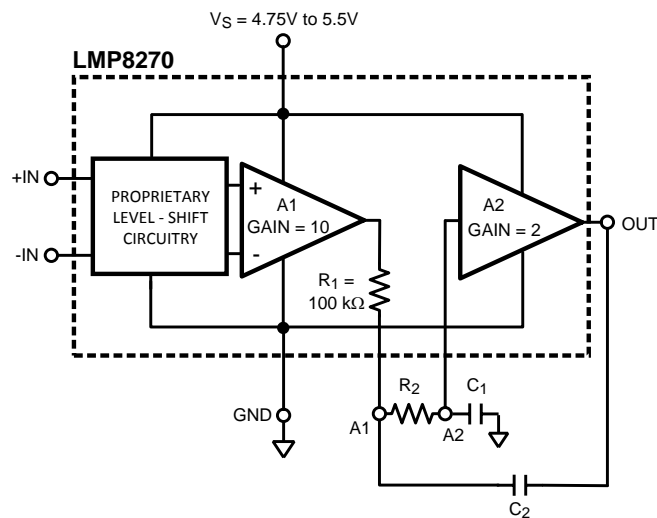 V_S = 4.75V to 5.5V
LMP8270
+IN
-IN
PROPRIETARY
LEVEL - SHIFT
CIRCUITRY
+
-
A1
GAIN = 10
A2
GAIN = 2
OUT
R_1 =
100 kΩ
R_2
C_1
GND
A1
A2
C_2